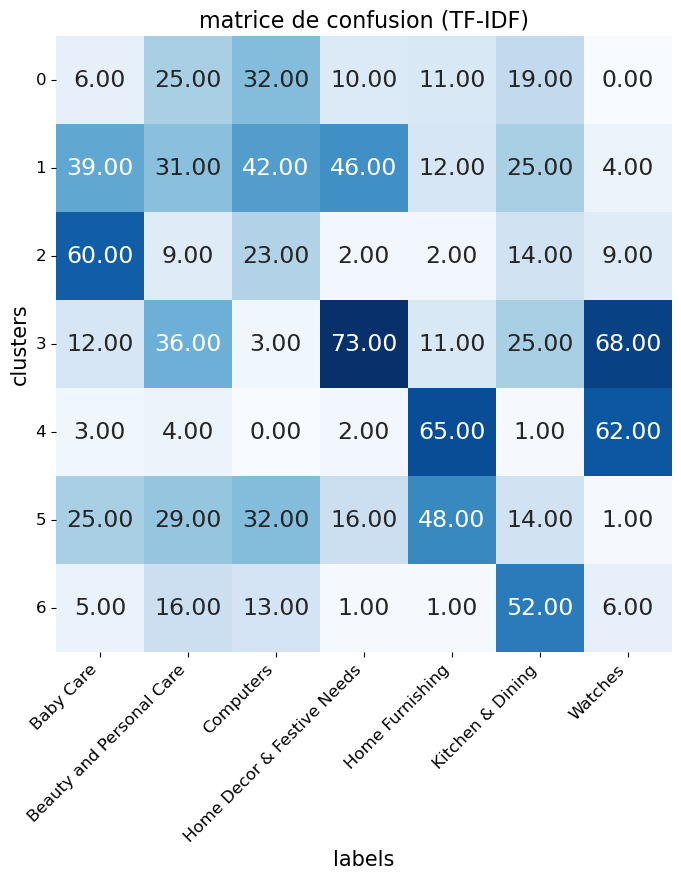 matrice de confusion (TF-IDF)
0 6.00 25.00 32.00 10.00 11.00 19.00 0.00
1 39.00 31.00 42.00 46.00 12.00 25.00 4.00
2 60.00 9.00 23.00 2.00 2.00 14.00 9.00
3 12.00 36.00 3.00 73.00 11.00 25.00 68.00
4 3.00 4.00 0.00 2.00 65.00 1.00 62.00
5 25.00 29.00 32.00 16.00 48.00 14.00 1.00
6 5.00 16.00 13.00 1.00 1.00 52.00 6.00
clusters
Baby Care
Beauty and Personal Care
Computers
Home Decor & Festive Needs
Home Furnishing
Kitchen & Dining
Watches
labels